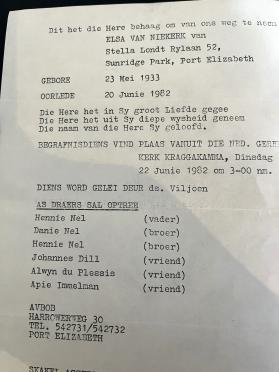 Dit het die Here behaag om van ons weg te neem
ELSA VAN NIEKERK van
Stella Londt Rylaan 52,
Sunridge Park, Port Elizabeth
GEBORE 23 Mei 1933
OORLEDE 20 Junie 1982
Die Here het in Sy groot Liefde gegee
Die Here het uit Sy diepe wysheid geneem
Die naam van die Here Sy geloofd.
BEGRAFNISDIENS VIND PLAAS VANUIT DIE NED. GEREF
KERK KRAGGAKAMMA, Dinsdag
22 Junie 1982 om 3-00 nm.
DIENS WORD GELEI DEUR ds. Viljoen
AS DRAERS SAL OPTREE
Hennie Nel (vader)
Danie Nel (broer)
Hennie Nel (broer)
Johannes Dill (vriend)
Alwyn du Plessis (vriend)
Apie Immelman (vriend)
AVBOB
HARROWERWEG 30
TEL. 542731/542732
PORT ELIZABETH